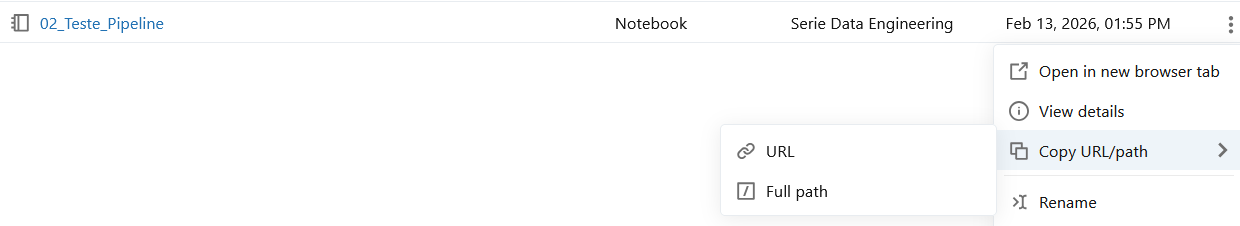 02_Teste_Pipeline Notebook Serie Data Engineering Feb 13, 2026, 01:55 PM
Open in new browser tab
View details
Copy URL/path
URL
Full path
Rename